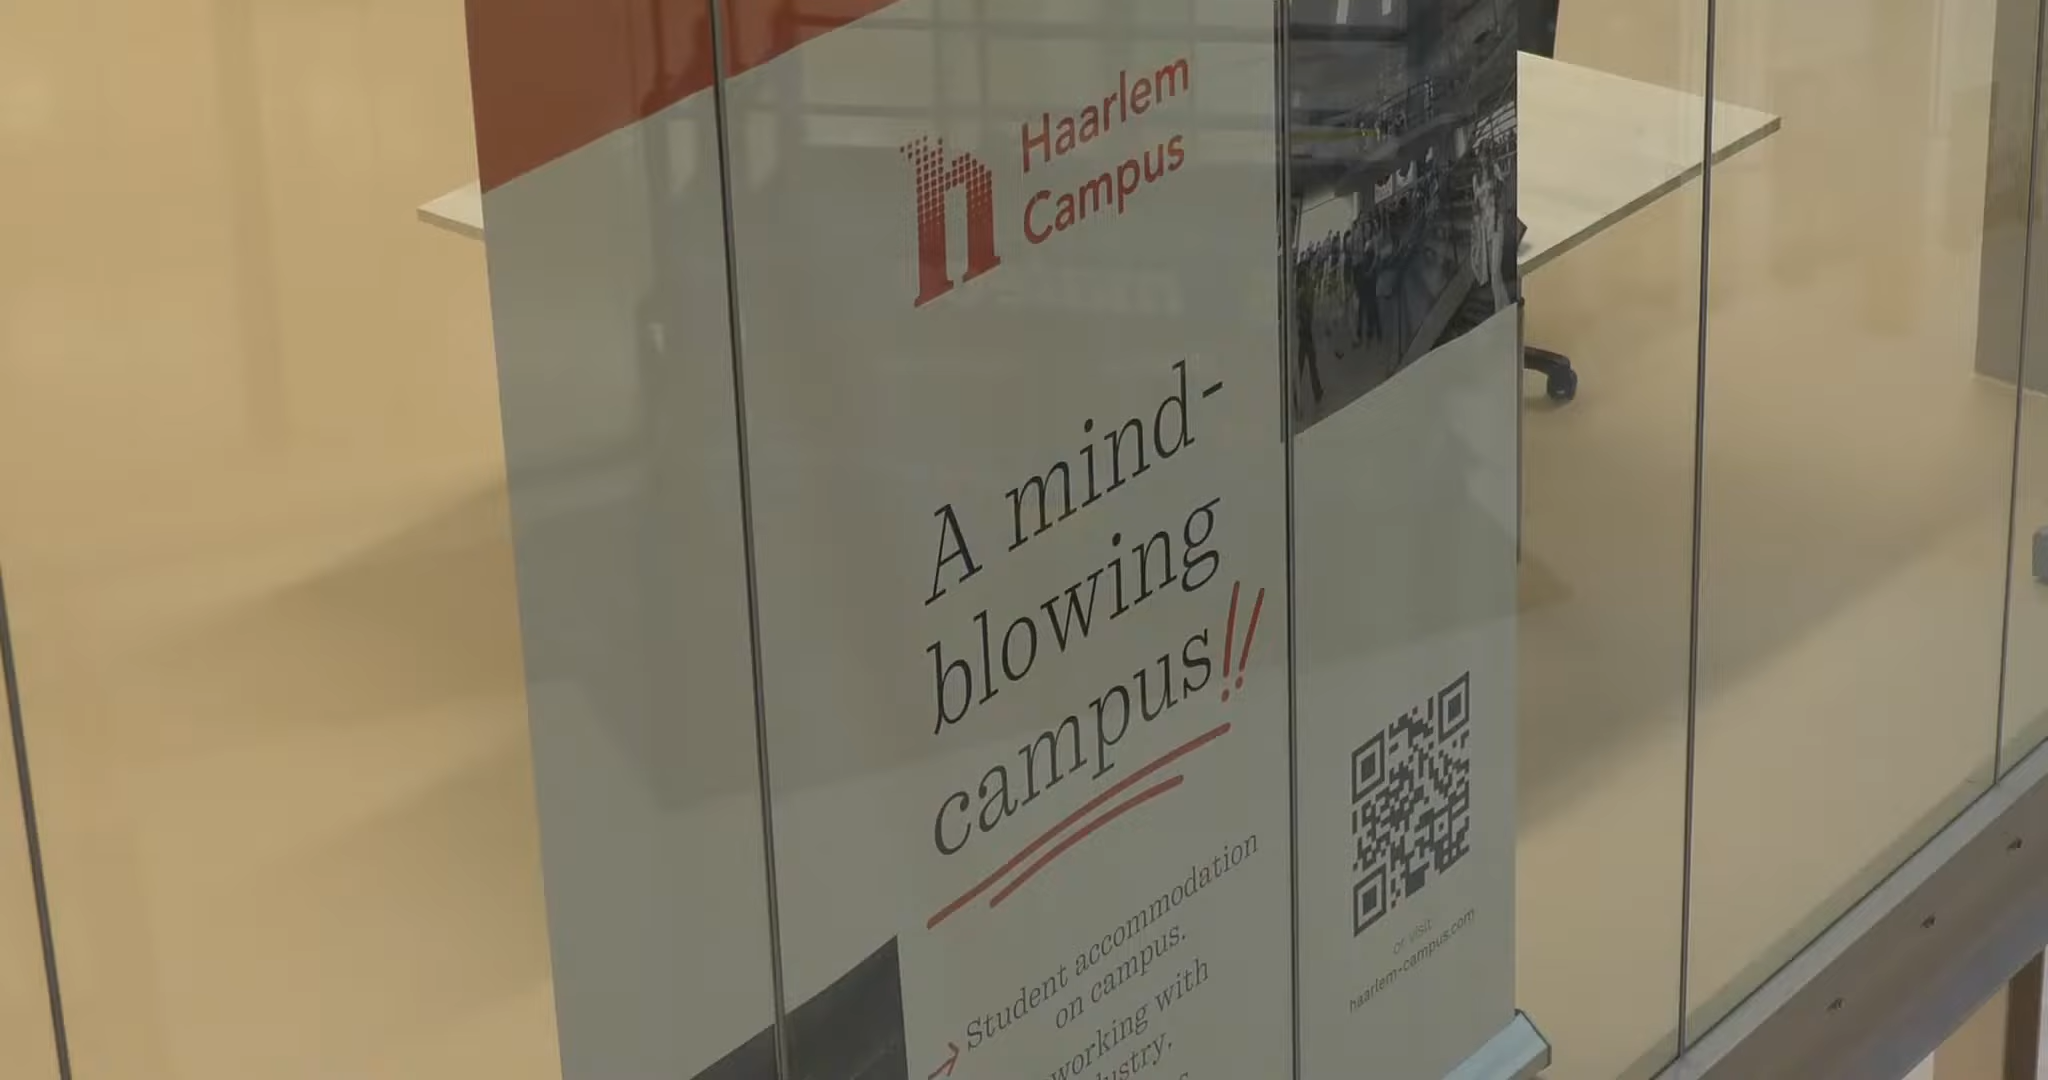 Haarlem
Campus
A mind-
blowing
campus!!
Student accommodation
on campus.
working with
or visit
haarlem-campus.com